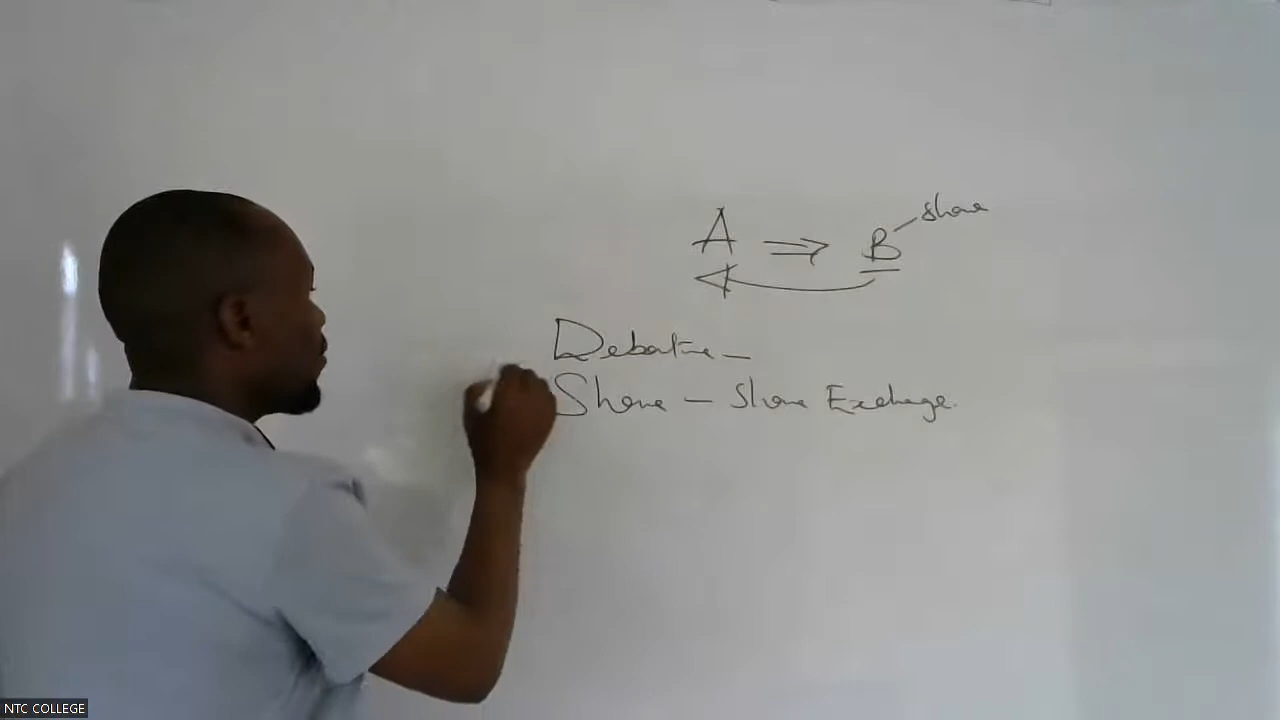 A ⇒ B share
Debenture –
Share – Share Exchange.
NTC COLLEGE